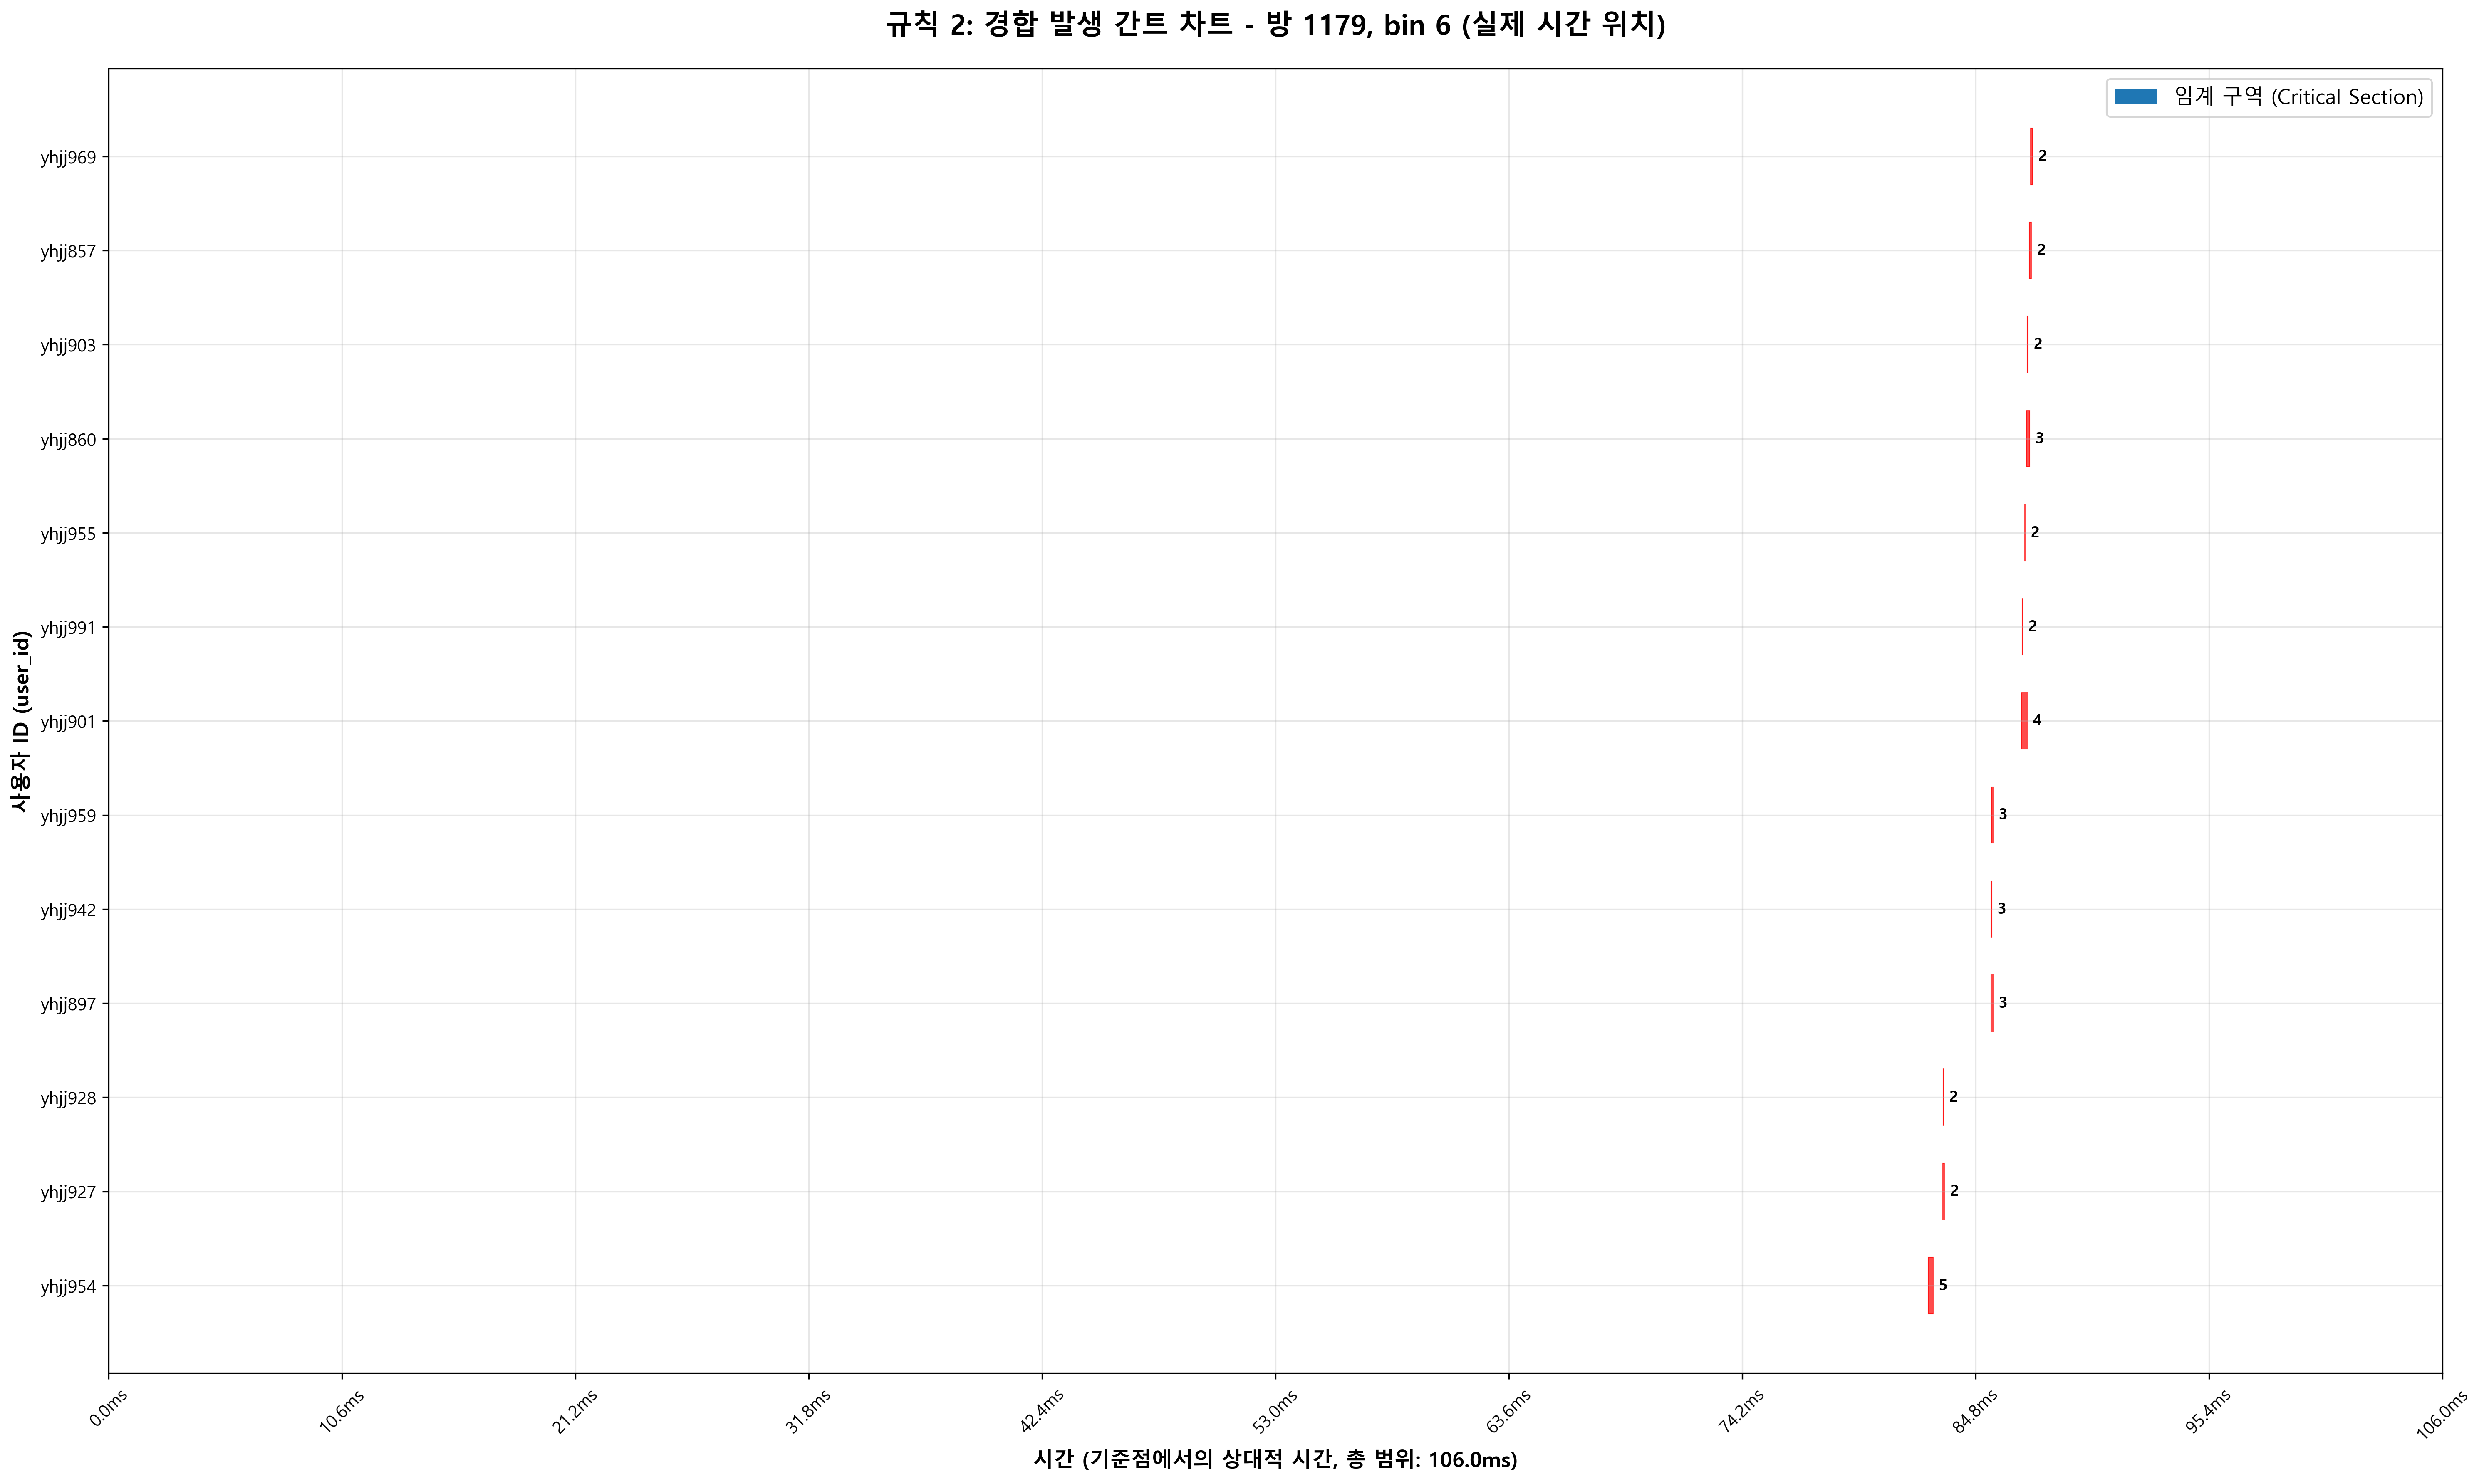 규칙 2: 경합 발생 간트 차트 - 방 1179, bin 6 (실제 시간 위치)
임계 구역 (Critical Section)
사용자 ID (user_id)
yhjj969 2
yhjj857 2
yhjj903 2
yhjj860 3
yhjj955 2
yhjj991 2
yhjj901 4
yhjj959 3
yhjj942 3
yhjj897 3
yhjj928 2
yhjj927 2
yhjj954 5
0.0ms 10.6ms 21.2ms 31.8ms 42.4ms 53.0ms 63.6ms 74.2ms 84.8ms 95.4ms 106.0ms
시간 (기준점에서의 상대적 시간, 총 범위: 106.0ms)